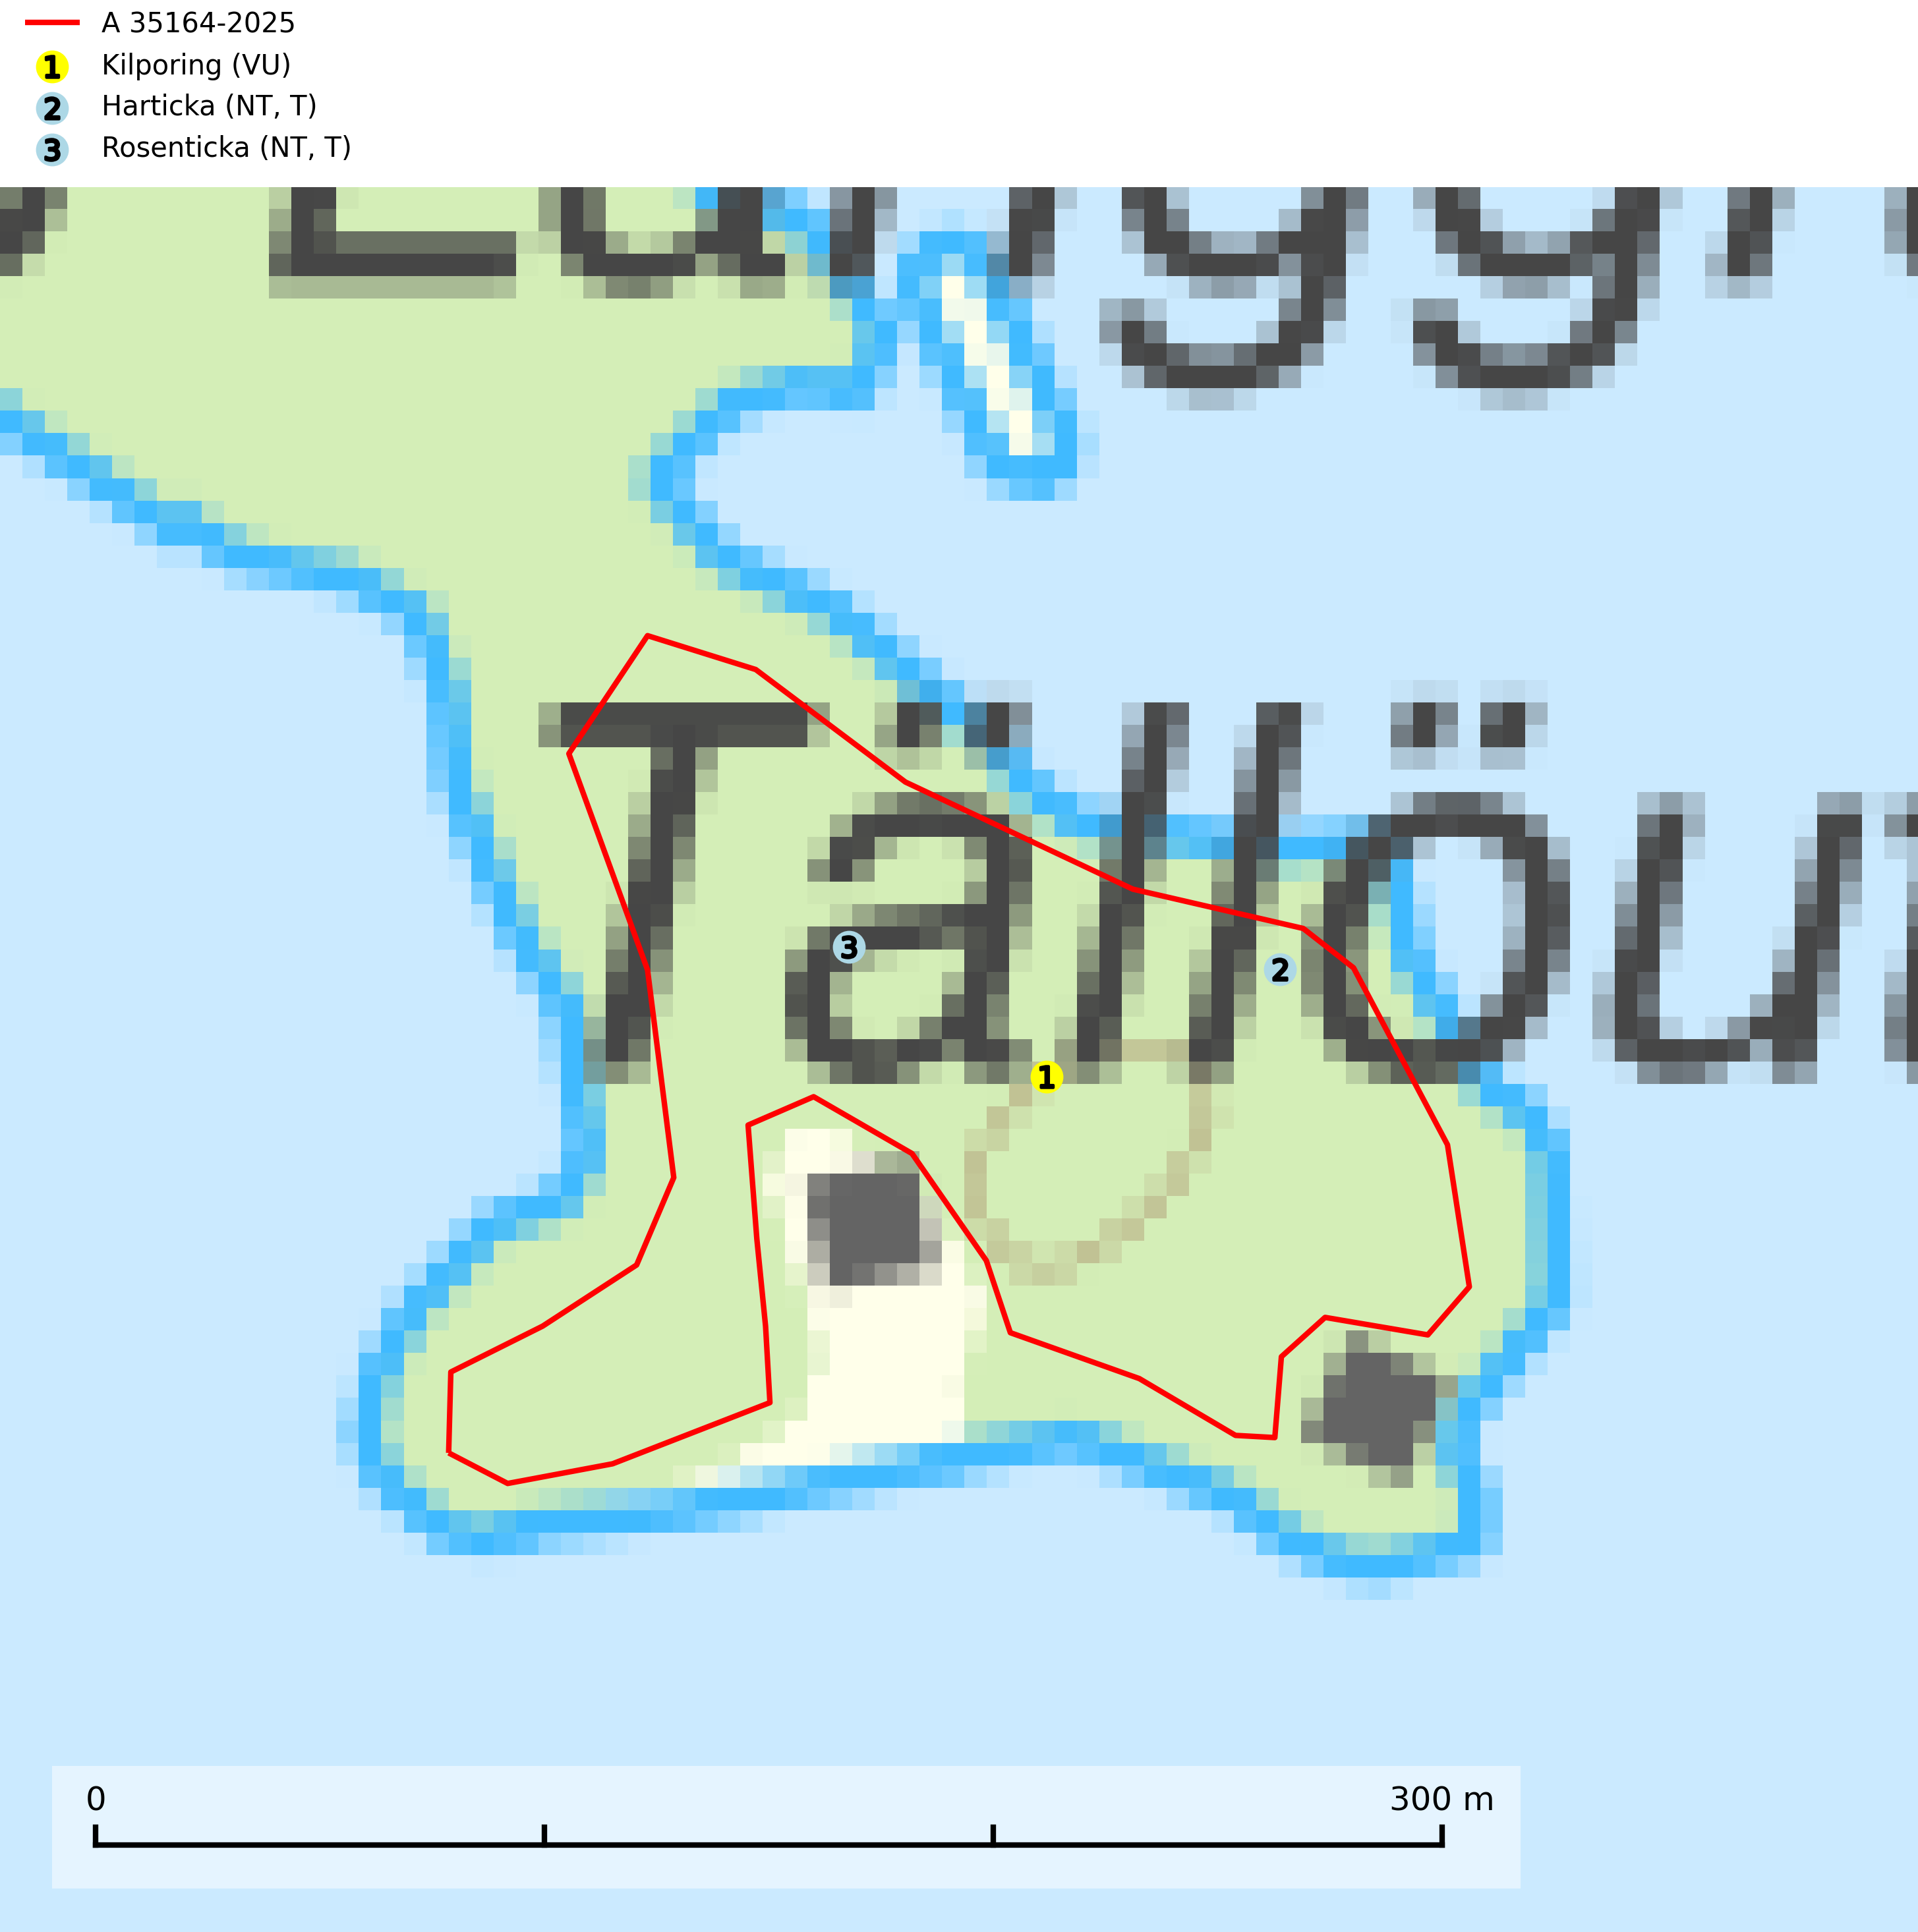 A 35164-2025
1 Kilporing (VU)
2 Harticka (NT, T)
3 Rosenticka (NT, T)
3
2
1
0 300 m